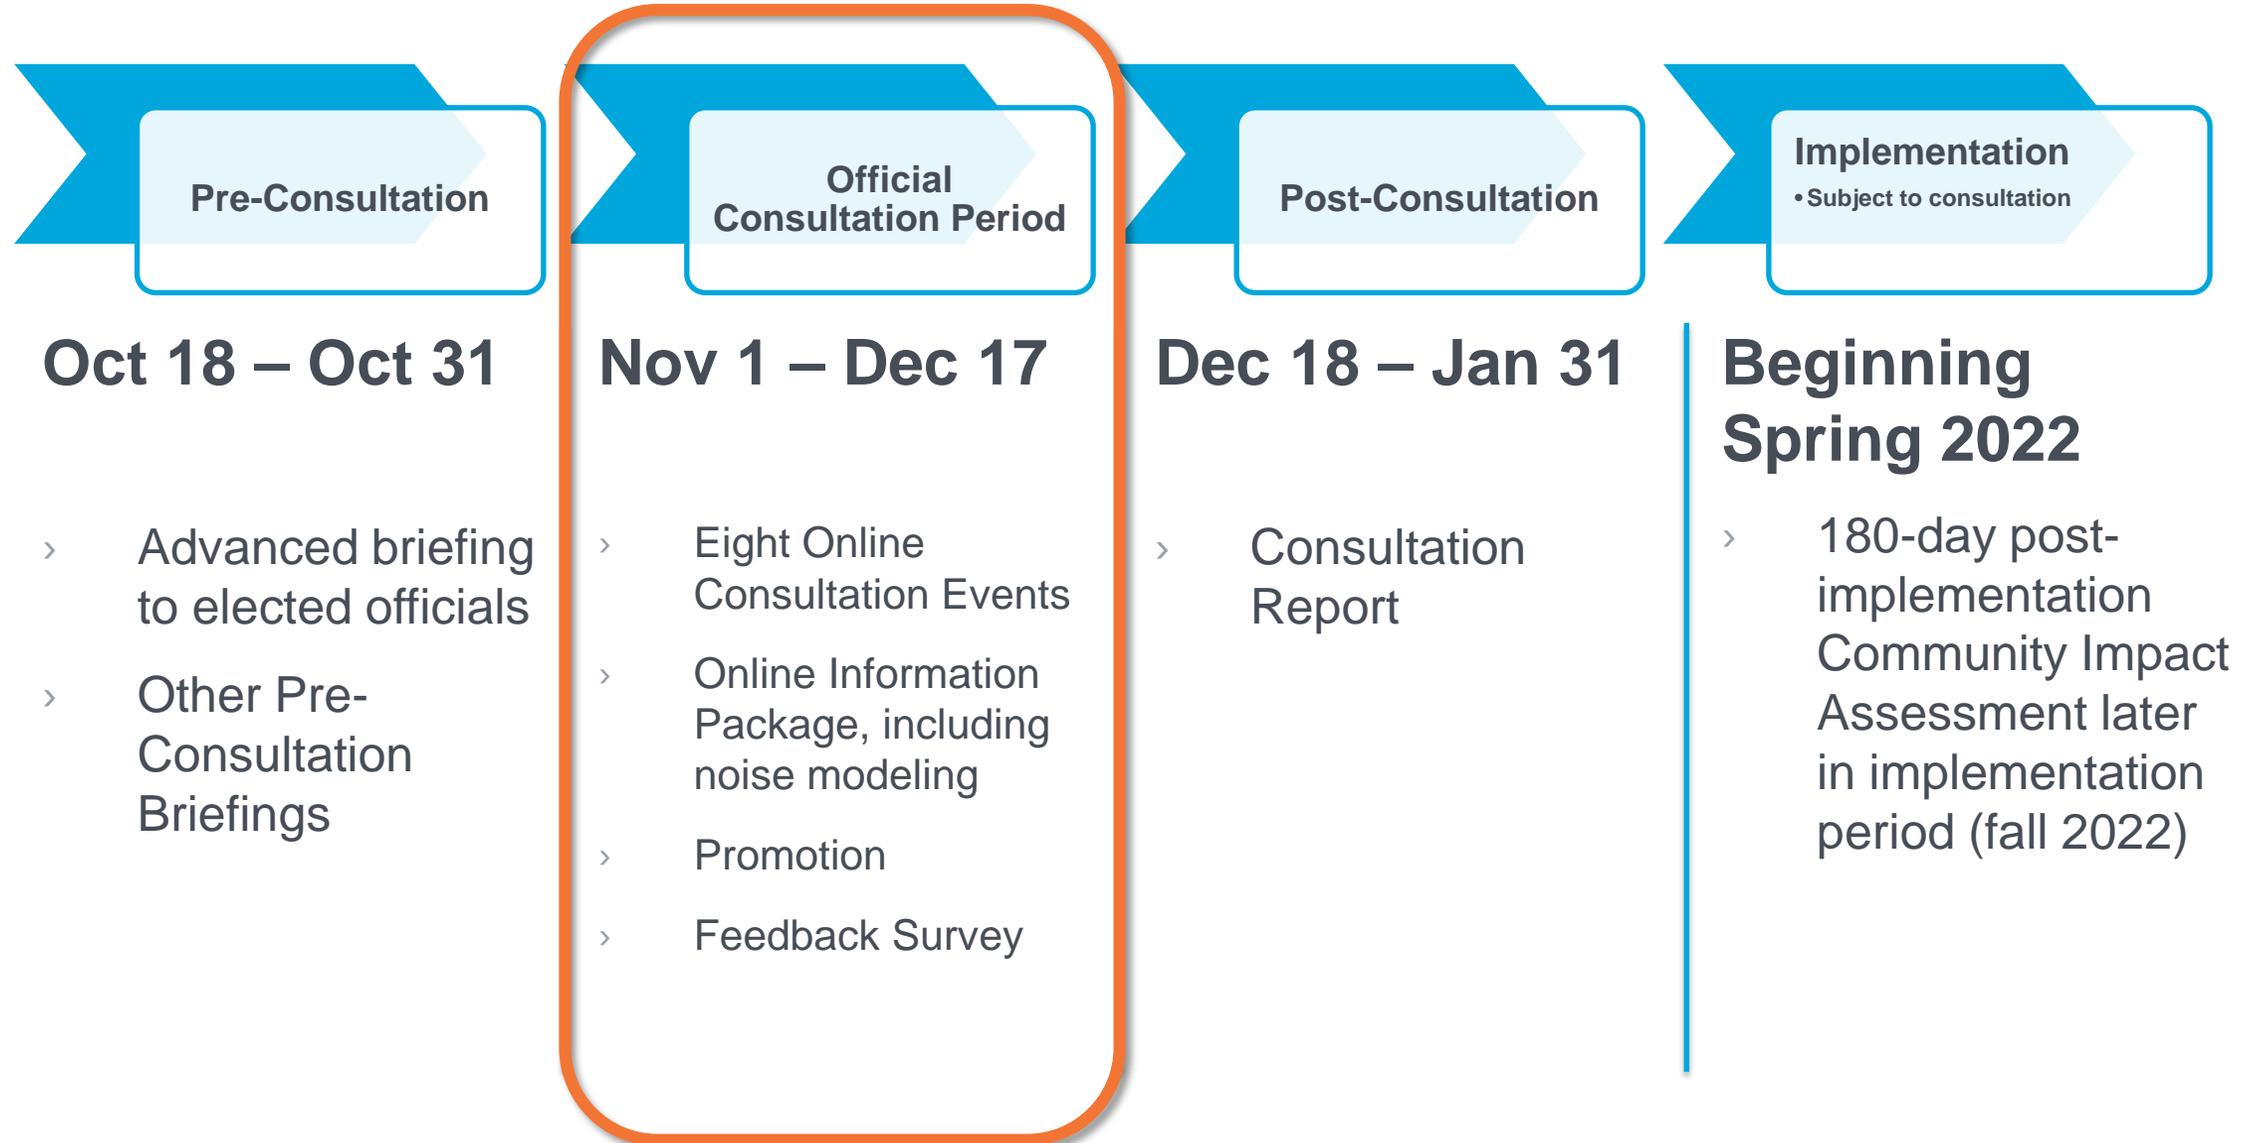 Pre-Consultation
Official
Consultation Period
Post-Consultation
Implementation
• Subject to consultation
Oct 18 – Oct 31
› Advanced briefing
to elected officials
› Other Pre-
Consultation
Briefings
Nov 1 – Dec 17
› Eight Online
Consultation Events
› Online Information
Package, including
noise modeling
› Promotion
› Feedback Survey
Dec 18 – Jan 31
› Consultation
Report
Beginning
Spring 2022
› 180-day post-
implementation
Community Impact
Assessment later
in implementation
period (fall 2022)